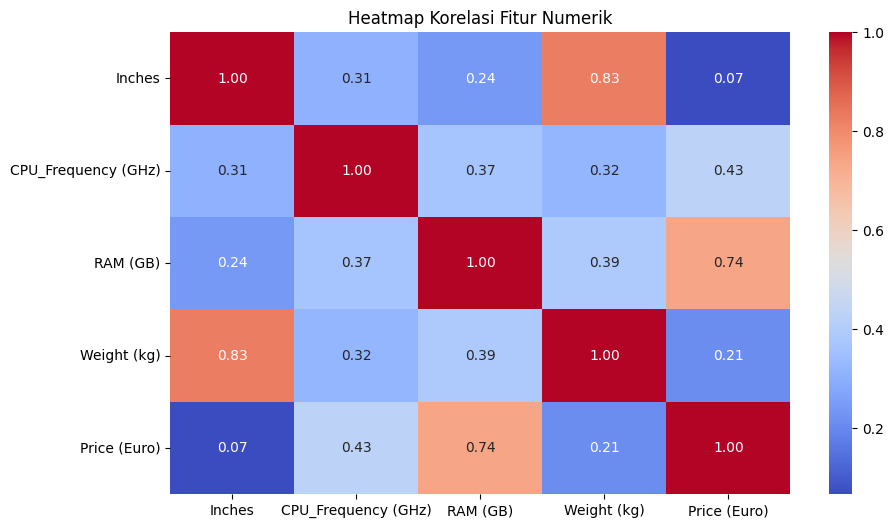 Heatmap Korelasi Fitur Numerik
Inches 1.00 0.31 0.24 0.83 0.07
CPU_Frequency (GHz) 0.31 1.00 0.37 0.32 0.43
RAM (GB) 0.24 0.37 1.00 0.39 0.74
Weight (kg) 0.83 0.32 0.39 1.00 0.21
Price (Euro) 0.07 0.43 0.74 0.21 1.00
Inches CPU_Frequency (GHz) RAM (GB) Weight (kg) Price (Euro)
1.0
0.8
0.6
0.4
0.2